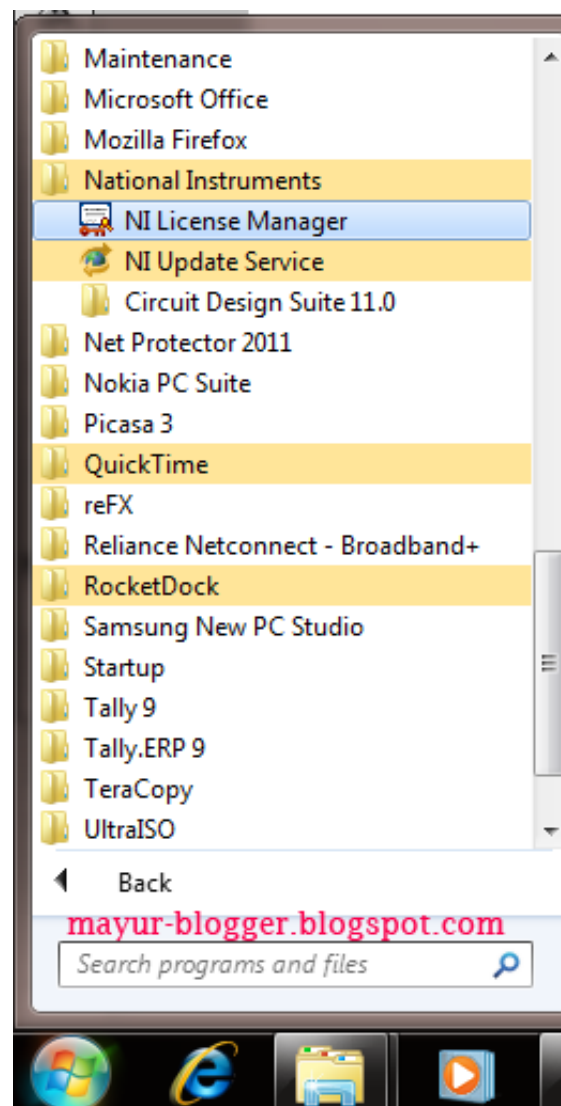 Maintenance
Microsoft Office
Mozilla Firefox
National Instruments
NI License Manager
NI Update Service
Circuit Design Suite 11.0
Net Protector 2011
Nokia PC Suite
Picasa 3
QuickTime
reFX
Reliance Netconnect - Broadband+
RocketDock
Samsung New PC Studio
Startup
Tally 9
Tally.ERP 9
TeraCopy
UltraISO
Back
mayur-blogger.blogspot.com
Search programs and files